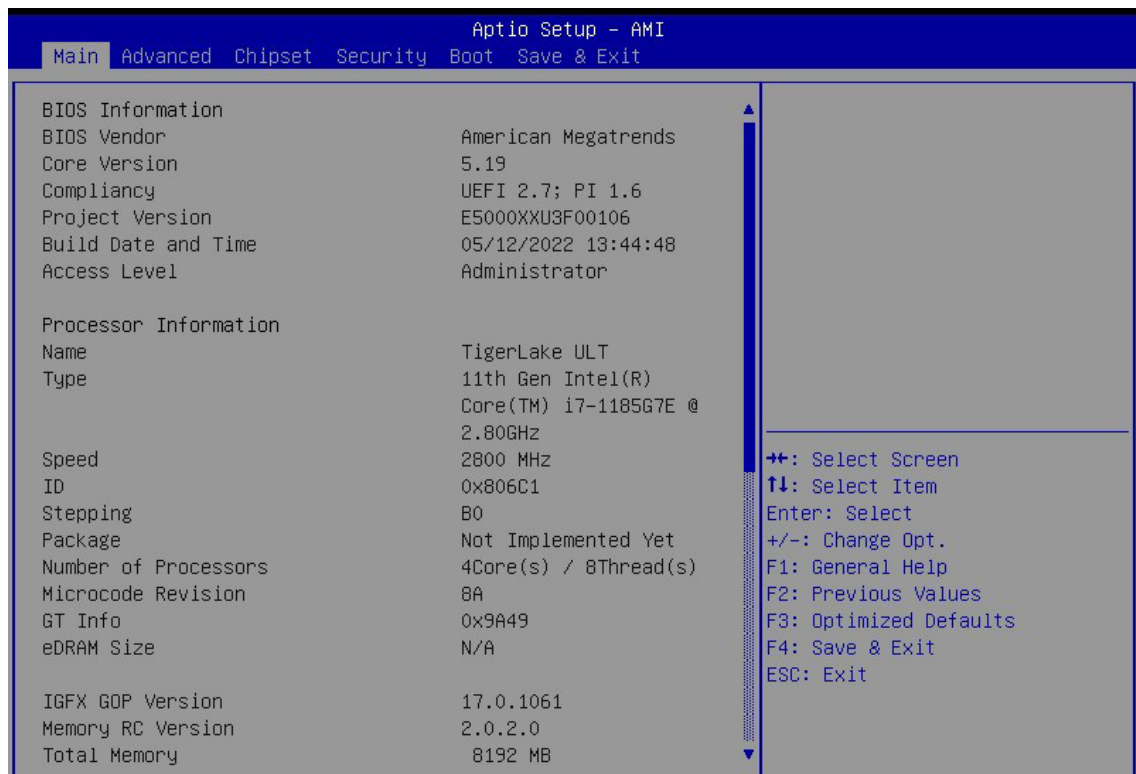 Aptio Setup - AMI
Main Advanced Chipset Security Boot Save & Exit
BIOS Information
BIOS Vendor American Megatrends
Core Version 5.19
Compliancy UEFI 2.7; PI 1.6
Project Version E5000XXU3F00106
Build Date and Time 05/12/2022 13:44:48
Access Level Administrator
Processor Information
Name TigerLake ULT
Type 11th Gen Intel(R)
Core(TM) i7-1185G7E @
2.80GHz
Speed 2800 MHz
ID 0x806C1
Stepping B0
Package Not Implemented Yet
Number of Processors 4Core(s) / 8Thread(s)
Microcode Revision 8A
GT Info 0x9A49
eDRAM Size N/A
IGFX GOP Version 17.0.1061
Memory RC Version 2.0.2.0
Total Memory 8192 MB
→←: Select Screen
↑↓: Select Item
Enter: Select
+/-: Change Opt.
F1: General Help
F2: Previous Values
F3: Optimized Defaults
F4: Save & Exit
ESC: Exit